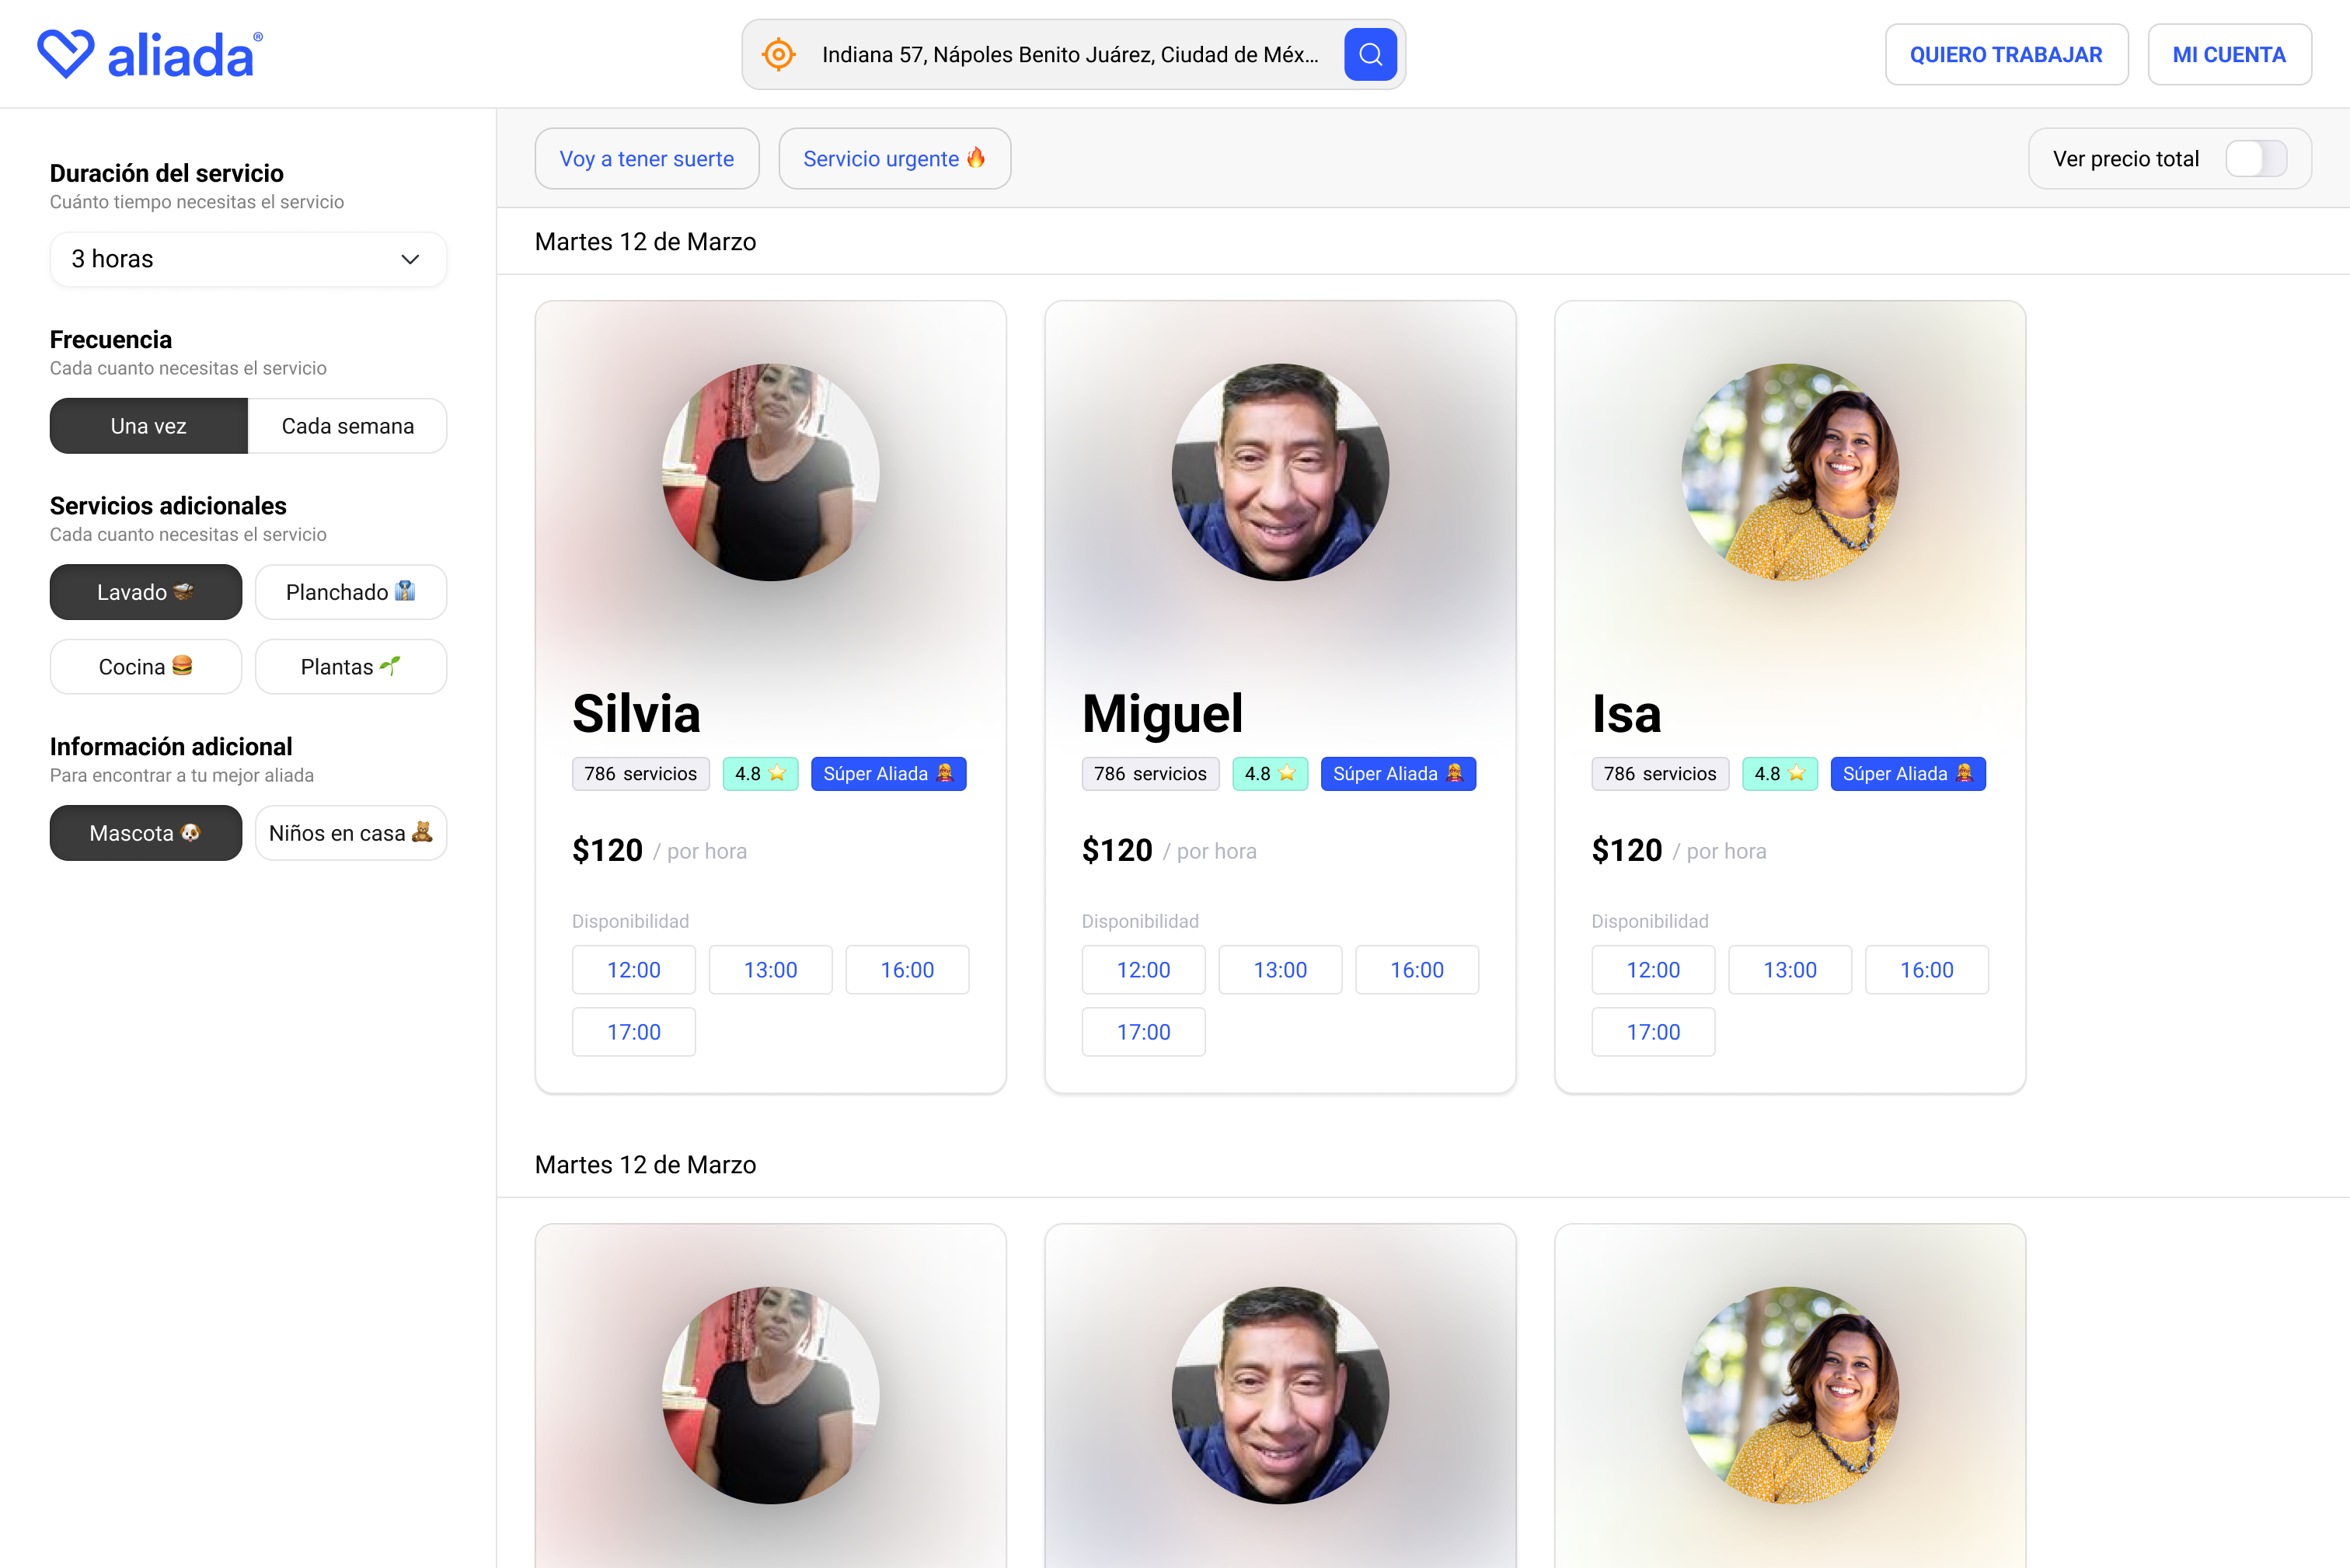 aliada®
Indiana 57, Nápoles Benito Juárez, Ciudad de Méx...
QUIERO TRABAJAR
MI CUENTA
Duración del servicio
Cuánto tiempo necesitas el servicio
3 horas
Frecuencia
Cada cuanto necesitas el servicio
Una vez
Cada semana
Servicios adicionales
Cada cuanto necesitas el servicio
Lavado
Planchado
Cocina
Plantas
Información adicional
Para encontrar a tu mejor aliada
Mascota
Niños en casa
Voy a tener suerte
Servicio urgente 🔥
Ver precio total
Martes 12 de Marzo
Silvia
786 servicios
4.8 ⭐
Súper Aliada
$120 / por hora
Disponibilidad
12:00
13:00
16:00
17:00
Miguel
786 servicios
4.8 ⭐
Súper Aliada
$120 / por hora
Disponibilidad
12:00
13:00
16:00
17:00
Isa
786 servicios
4.8 ⭐
Súper Aliada
$120 / por hora
Disponibilidad
12:00
13:00
16:00
17:00
Martes 12 de Marzo